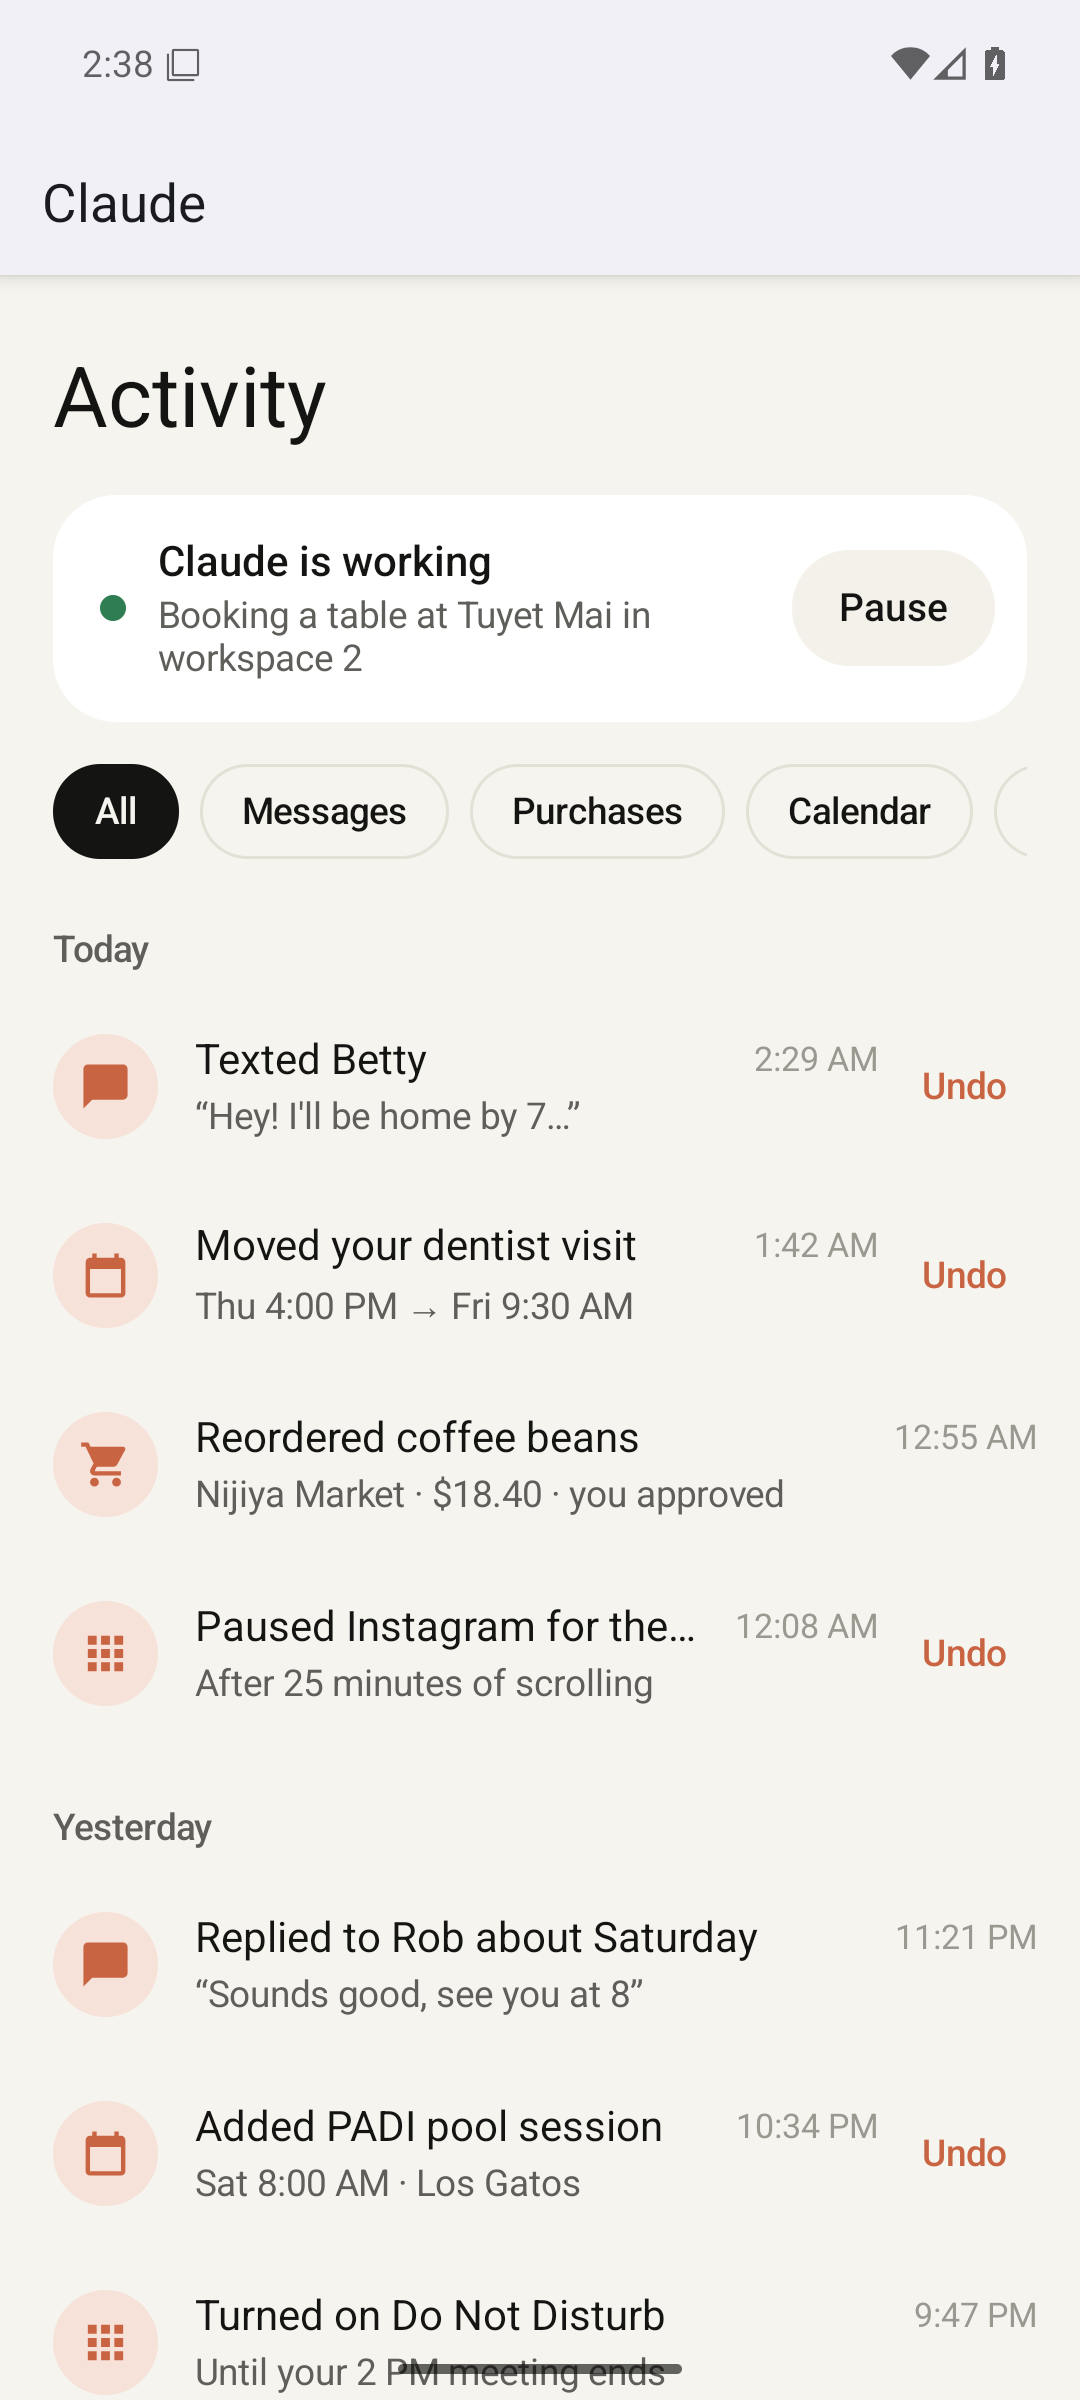 2:38
Claude
Activity
Claude is working
Booking a table at Tuyet Mai in
workspace 2
Pause
All
Messages
Purchases
Calendar
Today
Texted Betty
2:29 AM
“Hey! I'll be home by 7…”
Undo
Moved your dentist visit
1:42 AM
Thu 4:00 PM → Fri 9:30 AM
Undo
Reordered coffee beans
12:55 AM
Nijiya Market · $18.40 · you approved
Paused Instagram for the…
12:08 AM
After 25 minutes of scrolling
Undo
Yesterday
Replied to Rob about Saturday
11:21 PM
“Sounds good, see you at 8”
Added PADI pool session
10:34 PM
Sat 8:00 AM · Los Gatos
Undo
Turned on Do Not Disturb
9:47 PM
Until your 2 PM meeting ends